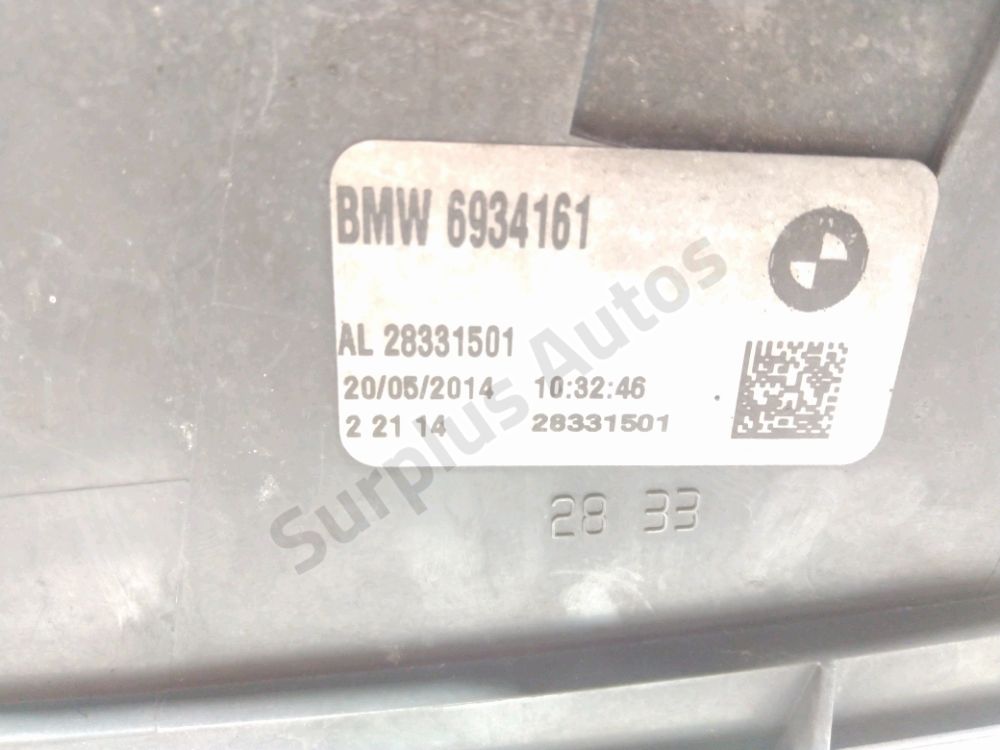 BMW 6934161
AL 28331501
20/05/2014 10:32:46
2 21 14 28331501
28 33
Surplus Autos